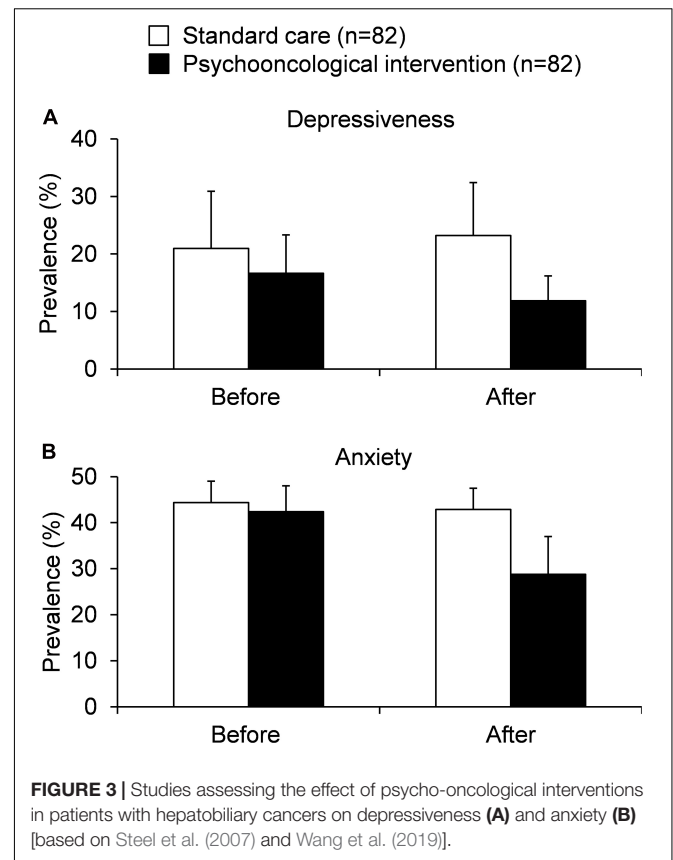 Standard care (n=82)
Psychooncological intervention (n=82)
A
Depressiveness
Prevalence (%)
40
30
20
10
0
Before
After
B
Anxiety
Prevalence (%)
50
40
30
20
10
0
Before
After
FIGURE 3 | Studies assessing the effect of psycho-oncological interventions
in patients with hepatobiliary cancers on depressiveness (A) and anxiety (B)
[based on Steel et al. (2007) and Wang et al. (2019)].